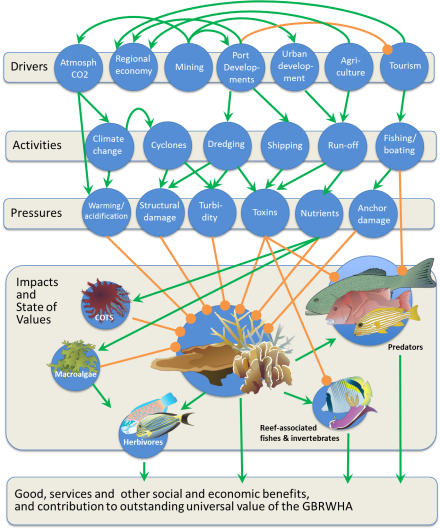 Drivers
Atmosph
CO2
Regional
economy
Mining
Port
Develop-
ments
Urban
develop-
ment
Agri-
culture
Tourism
Activities
Climate
change
Cyclones
Dredging
Shipping
Run-off
Fishing/
boating
Pressures
Warming/
acidification
Structural
damage
Turbi-
dity
Toxins
Nutrients
Anchor
damage
Impacts
and
State of
Values
COTS
Macroalgae
Herbivores
Predators
Reef-associated
fishes & invertebrates
Good, services and other social and economic benefits,
and contribution to outstanding universal value of the GBRWHA